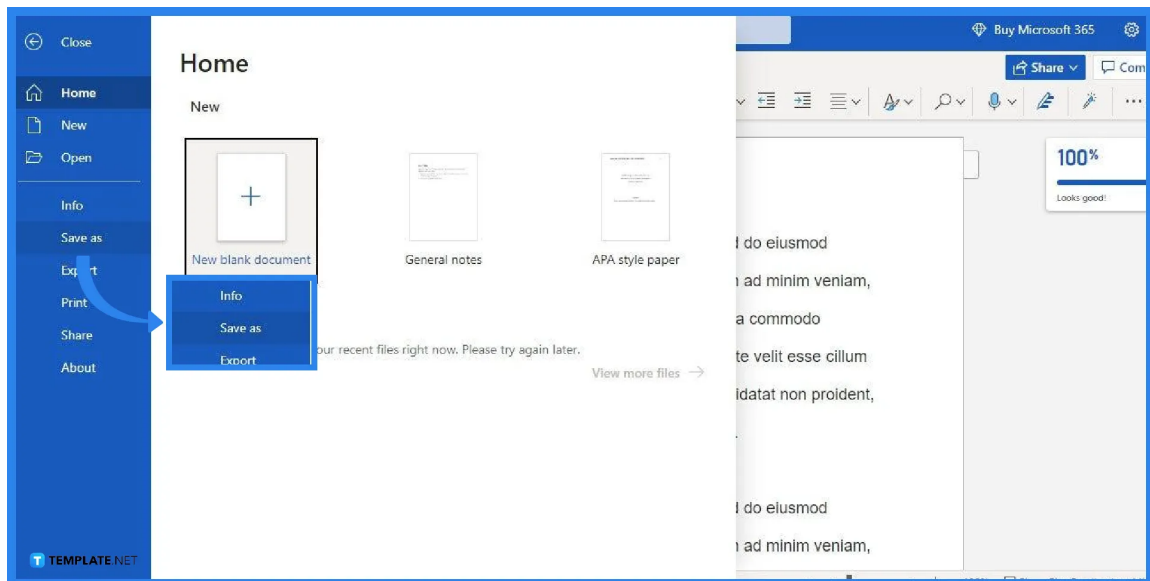 Close
Home
New
Open
Info
Save as
Export
Print
Share
About
TEMPLATE.NET
Home
New
New blank document
General notes
APA style paper
Info
Save as
Export
our recent files right now. Please try again later.
View more files
Buy Microsoft 365
Share
Com
100%
Looks good!
d do eiusmod
ad minim veniam,
a commodo
te velit esse cillum
idatat non proident,
d do eiusmod
ad minim veniam,